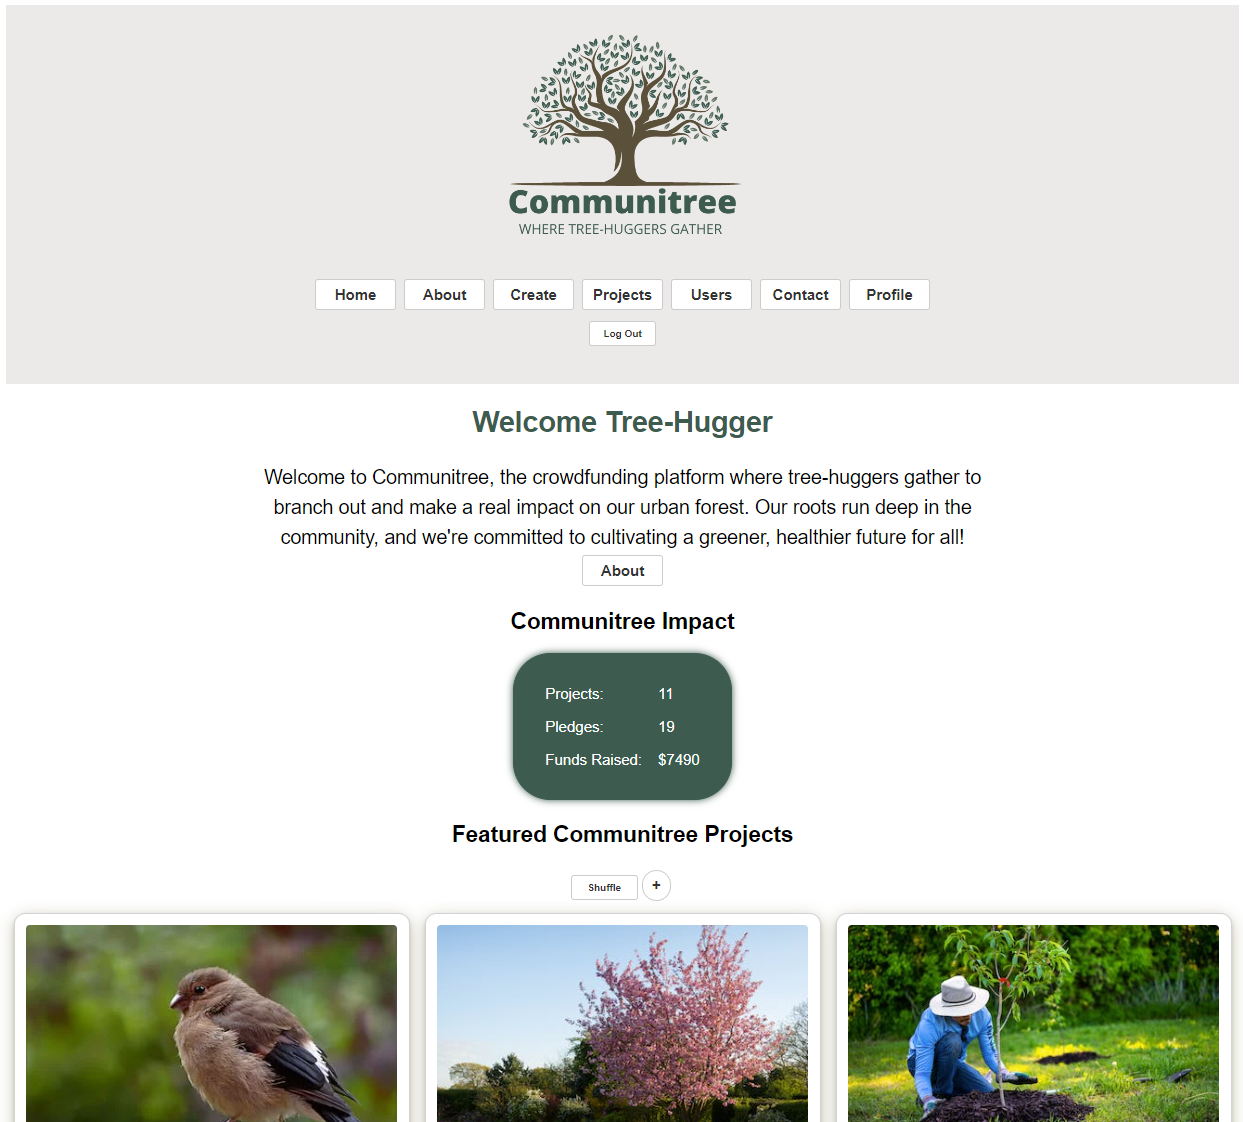 Communitree
WHERE TREE-HUGGERS GATHER
Home About Create Projects Users Contact Profile
Log Out
Welcome Tree-Hugger
Welcome to Communitree, the crowdfunding platform where tree-huggers gather to
branch out and make a real impact on our urban forest. Our roots run deep in the
community, and we're committed to cultivating a greener, healthier future for all!
About
Communitree Impact
Projects: 11
Pledges: 19
Funds Raised: $7490
Featured Communitree Projects
Shuffle +